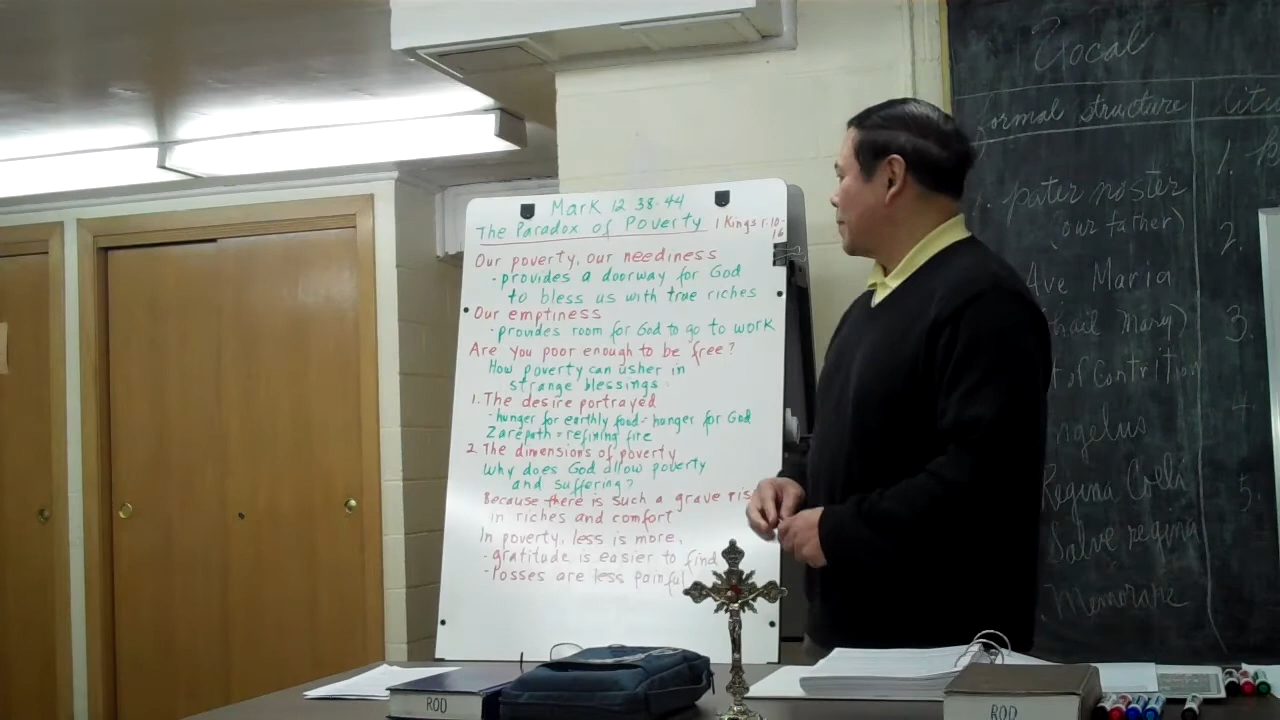 Mark 12 38-44
The Paradox of Poverty 1 Kings 1:10-
16
Our poverty, our neediness
- provides a doorway for God
to bless us with true riches
Our emptiness
- provides room for God to go to work
Are you poor enough to be free?
How poverty can usher in
strange blessings.
1. The desire portrayed
- hunger for earthly food - hunger for God
Zarepath = refining fire
2. The dimensions of poverty
Why does God allow poverty
and suffering?
Because there is such a grave ris
in riches and comfort
In poverty, less is more.
- gratitude is easier to find
- losses are less painful
Vocal
formal structure
pater noster
(our father)
Ave Maria
(hail Mary)
t of Contrition
ngelus
Regina Coeli
Salve regina
Memorare
1.
2.
3.
4
5.
ROD
ROD